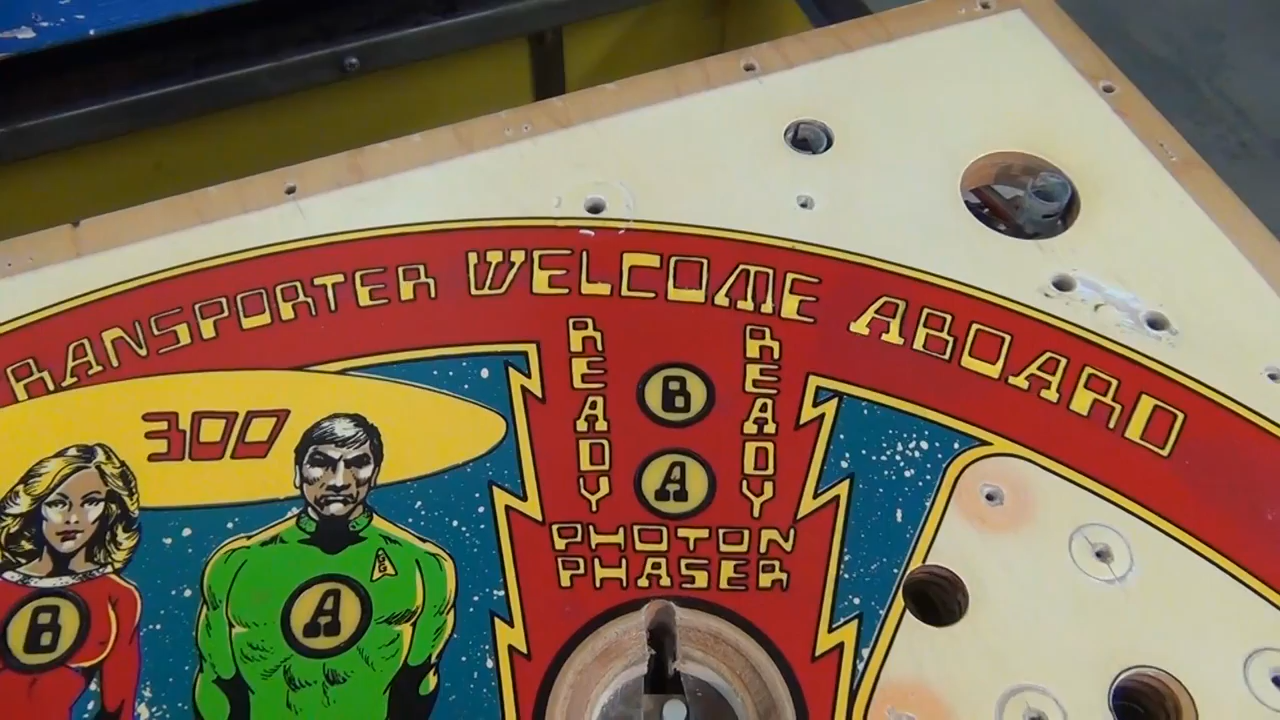 RANSPORTER WELCOME ABOARD
300
READY
READY
B
A
PHOTON
PHASER
B
A